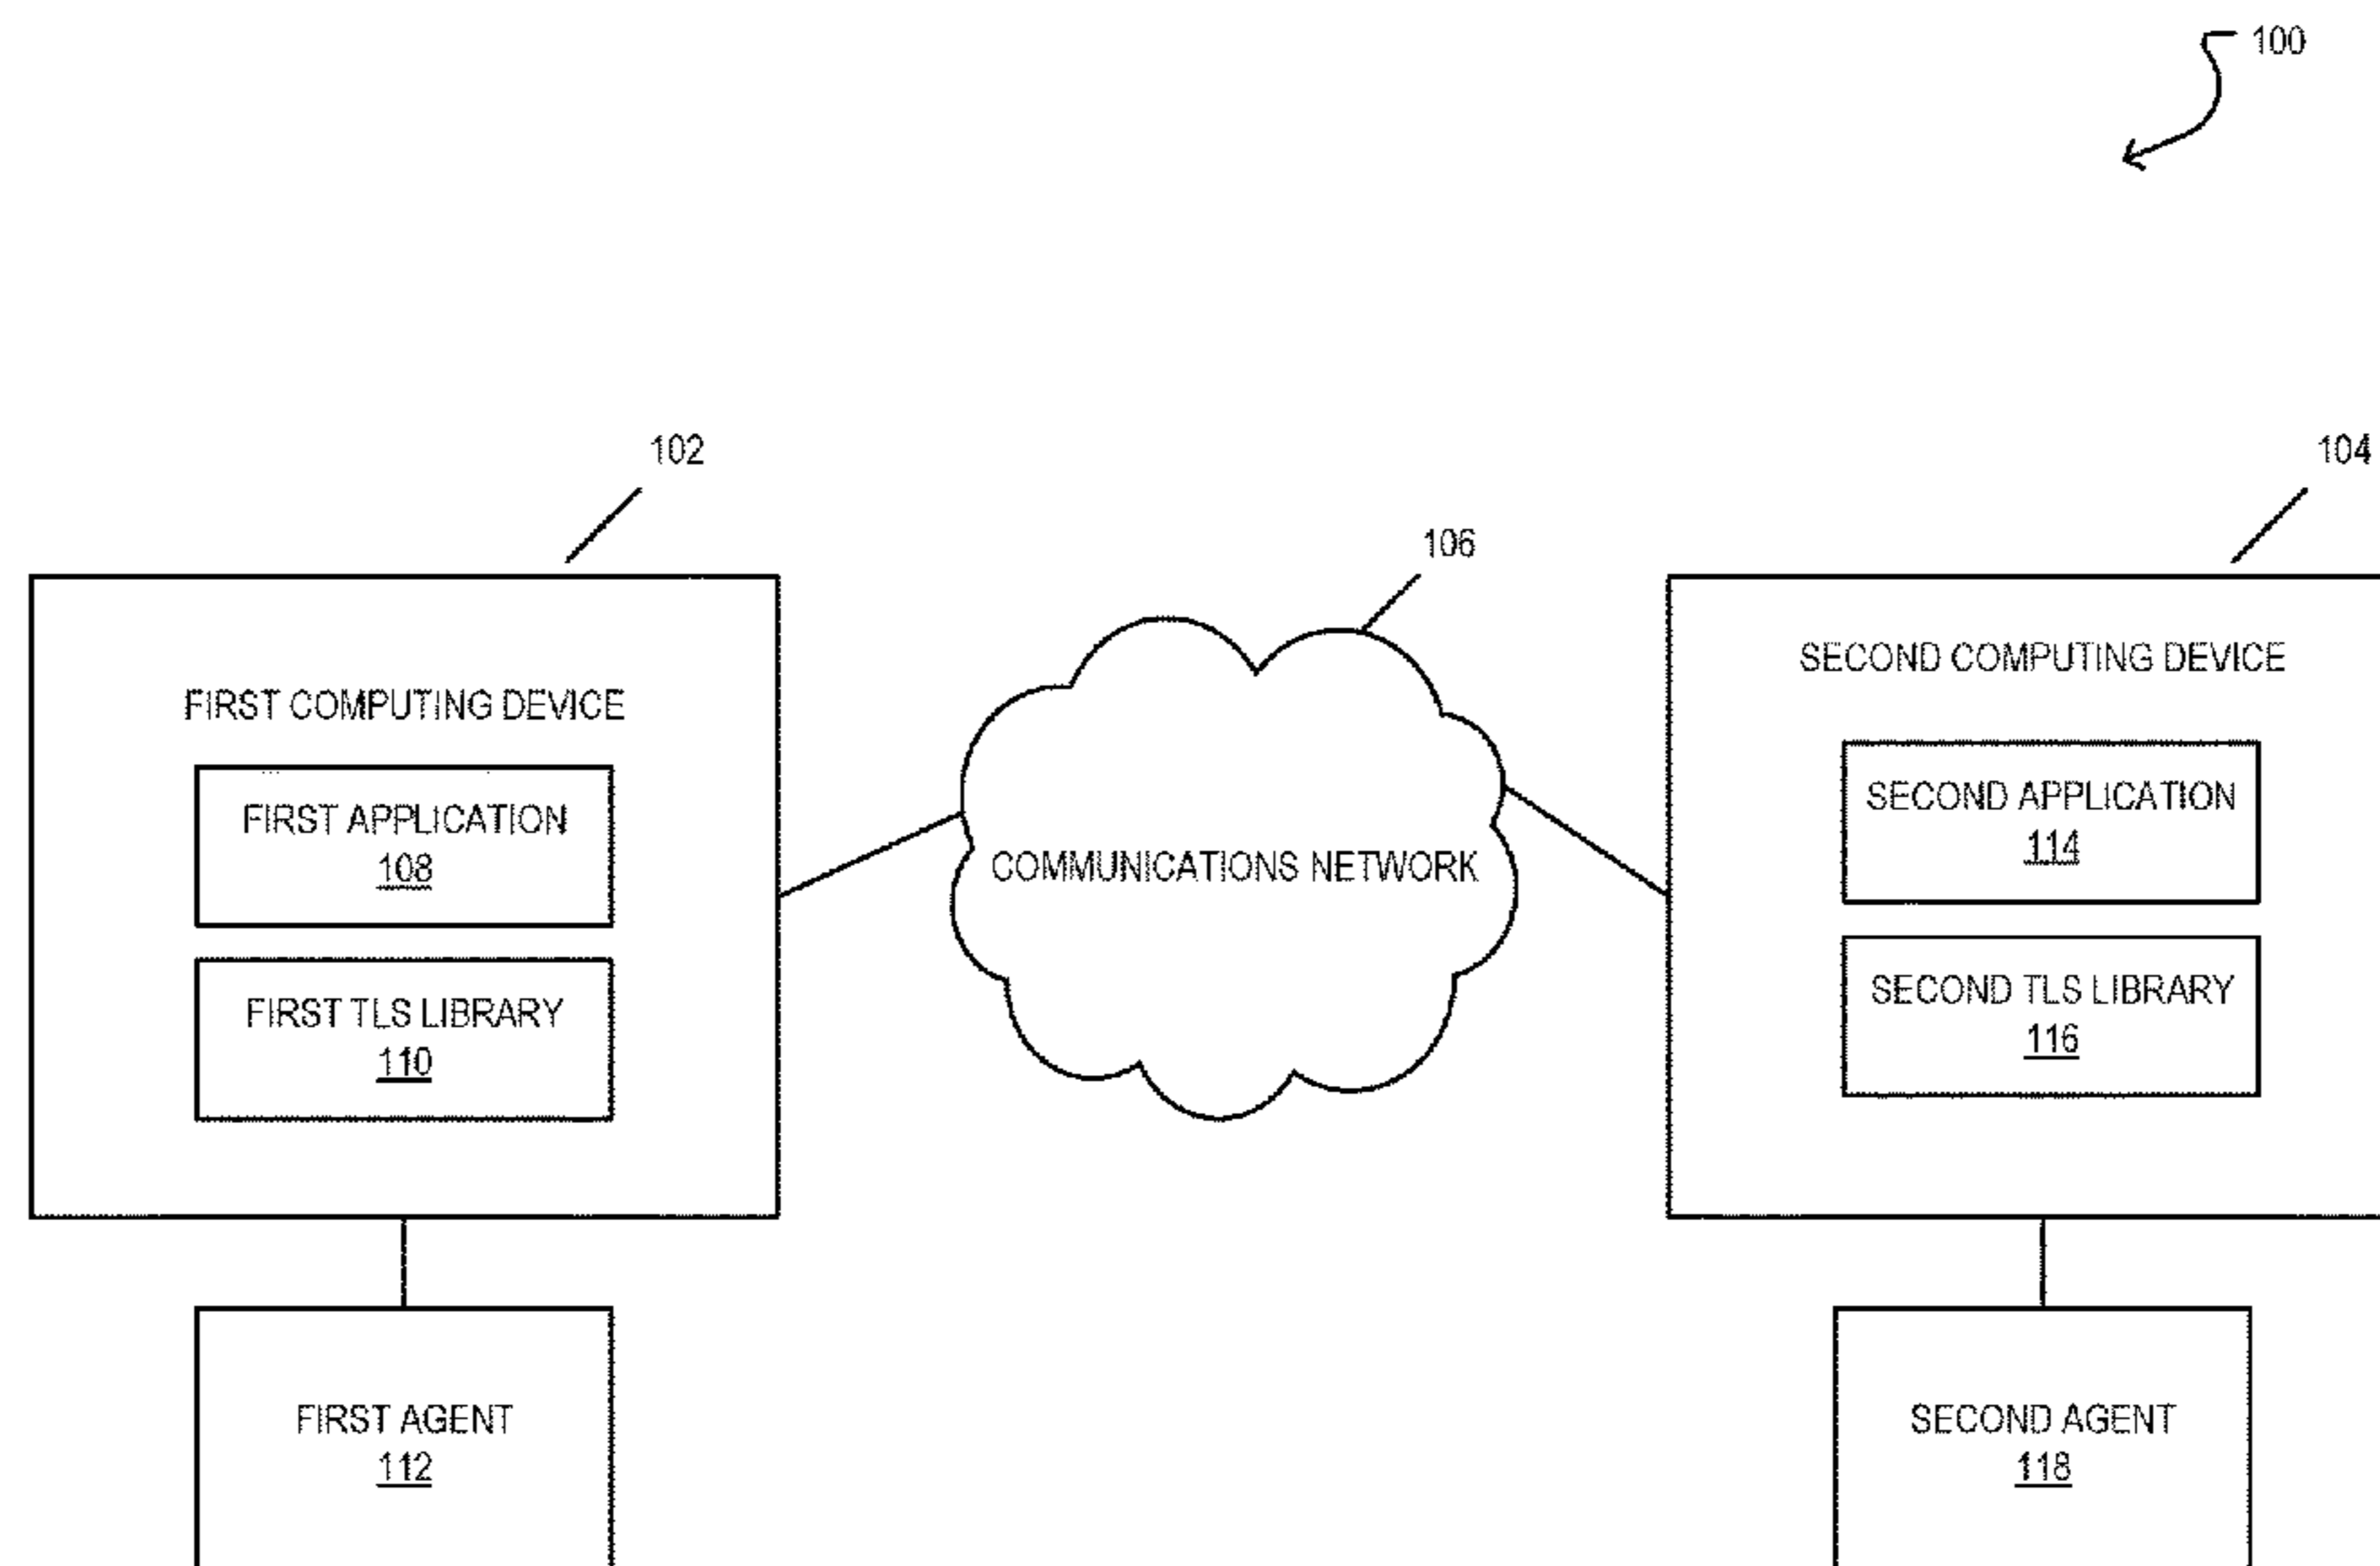 100
102
104
106
FIRST COMPUTING DEVICE
FIRST APPLICATION
108
FIRST TLS LIBRARY
110
COMMUNICATIONS NETWORK
SECOND COMPUTING DEVICE
SECOND APPLICATION
114
SECOND TLS LIBRARY
116
FIRST AGENT
112
SECOND AGENT
118